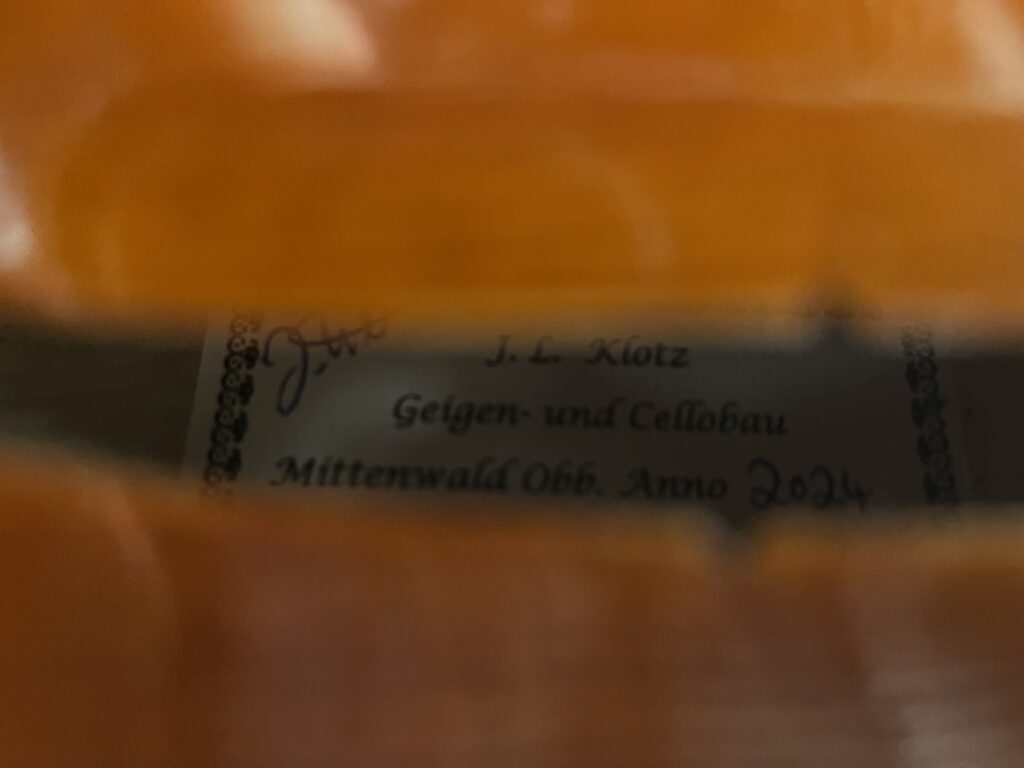 J. L. Klotz
Geigen- und Cellobau
Mittenwald Obb. Anno 2024